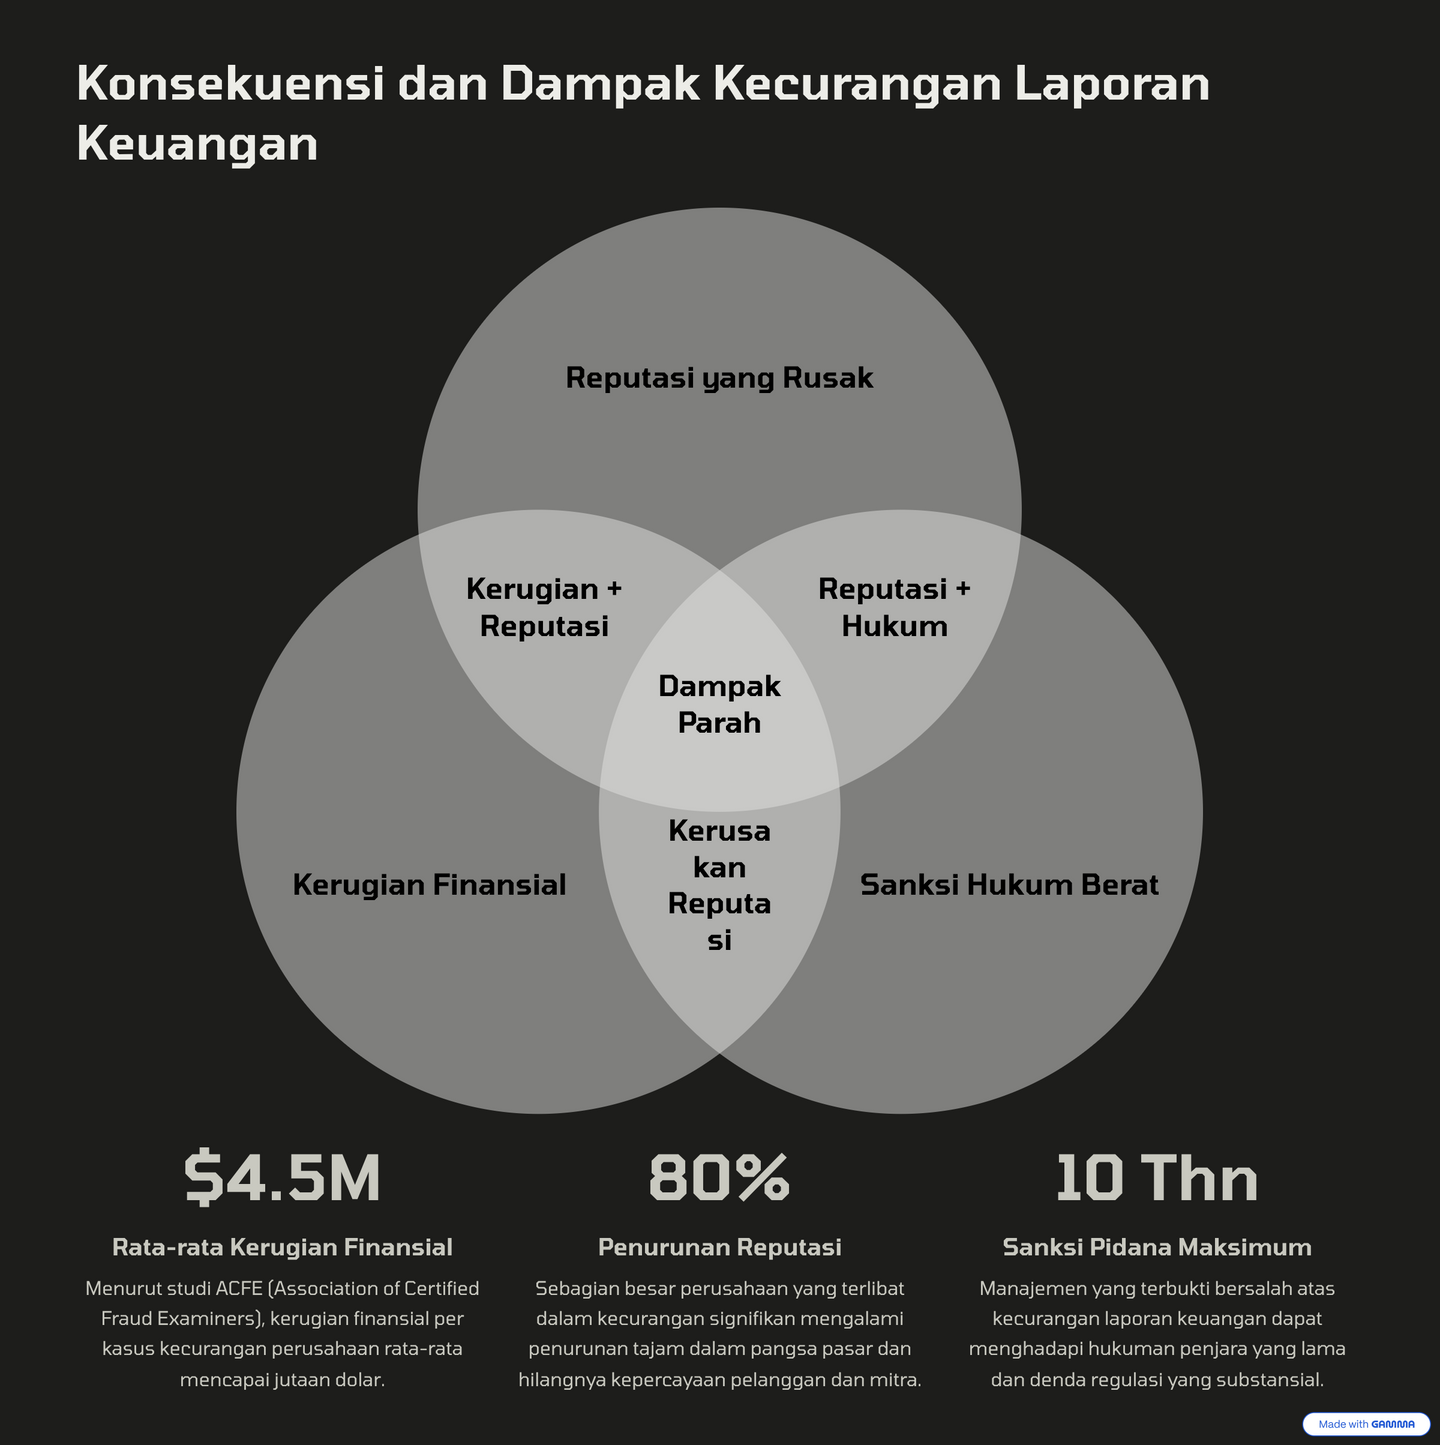 Konsekuensi dan Dampak Kecurangan Laporan
Keuangan
Reputasi yang Rusak
Kerugian +
Reputasi
Reputasi +
Hukum
Dampak
Parah
Kerusa
kan
Reputa
si
Kerugian Finansial
Sanksi Hukum Berat
$4.5M
Rata-rata Kerugian Finansial
Menurut studi ACFE (Association of Certified
Fraud Examiners), kerugian finansial per
kasus kecurangan perusahaan rata-rata
mencapai jutaan dolar.
80%
Penurunan Reputasi
Sebagian besar perusahaan yang terlibat
dalam kecurangan signifikan mengalami
penurunan tajam dalam pangsa pasar dan
hilangnya kepercayaan pelanggan dan mitra.
10 Thn
Sanksi Pidana Maksimum
Manajemen yang terbukti bersalah atas
kecurangan laporan keuangan dapat
menghadapi hukuman penjara yang lama
dan denda regulasi yang substansial.
Made with GAMMA